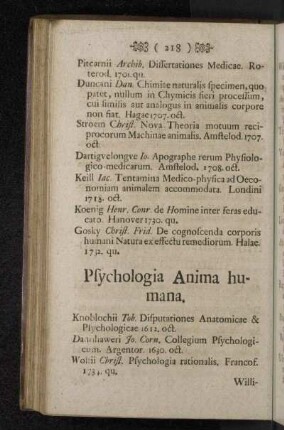 ( 218 )
Pitcarnii Archib. Dissertationes Medicae. Ro-
terod. 1701. qu.
Duncani Dan. Chimiæ naturalis specimen, quo
patet, nullum in Chymicis fieri processum,
cui similis aut analogus in animalis corpore
non fiat. Hagæ 1707. oct.
Stroem Christ. Nova Theoria motuum reci-
procorum Machinae animalis. Amstelod. 1707.
oct.
Dartigvelongve Jo. Apographe rerum Physiolo-
gico-medicarum. Amstelod. 1708. oct.
Keill Jac. Tentamina Medico-physica ad Oeco-
nomiam animalem accommodata. Londini
1718. oct.
Koenig Henr. Conr. de Homine inter feras edu-
cato. Hanover 1730. qu.
Gosky Christ. Frid. De cognoscenda corporis
humani Natura ex effectu remediorum. Halae.
1732. qu.
Psychologia Anima hu-
mana.
Knoblochii Tob. Disputationes Anatomicae &
Psychologicae 1612. oct.
Dannhaweri Jo. Corn. Collegium Psychologi-
cum. Argentor. 1630. oct.
Wolfii Christ. Psychologia rationalis. Francof.
1734. qu.
Willi-